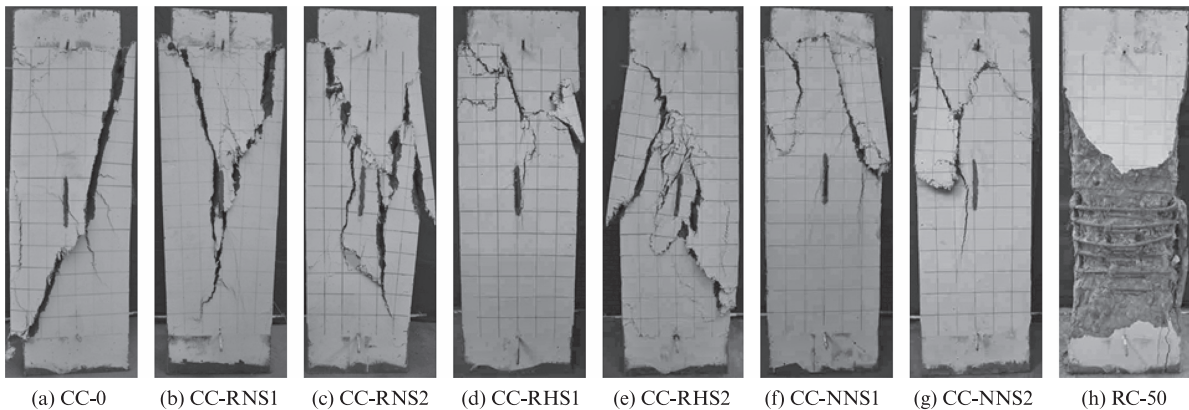 (a) CC-0
(b) CC-RNS1
(c) CC-RNS2
(d) CC-RHS1
(e) CC-RHS2
(f) CC-NNS1
(g) CC-NNS2
(h) RC-50